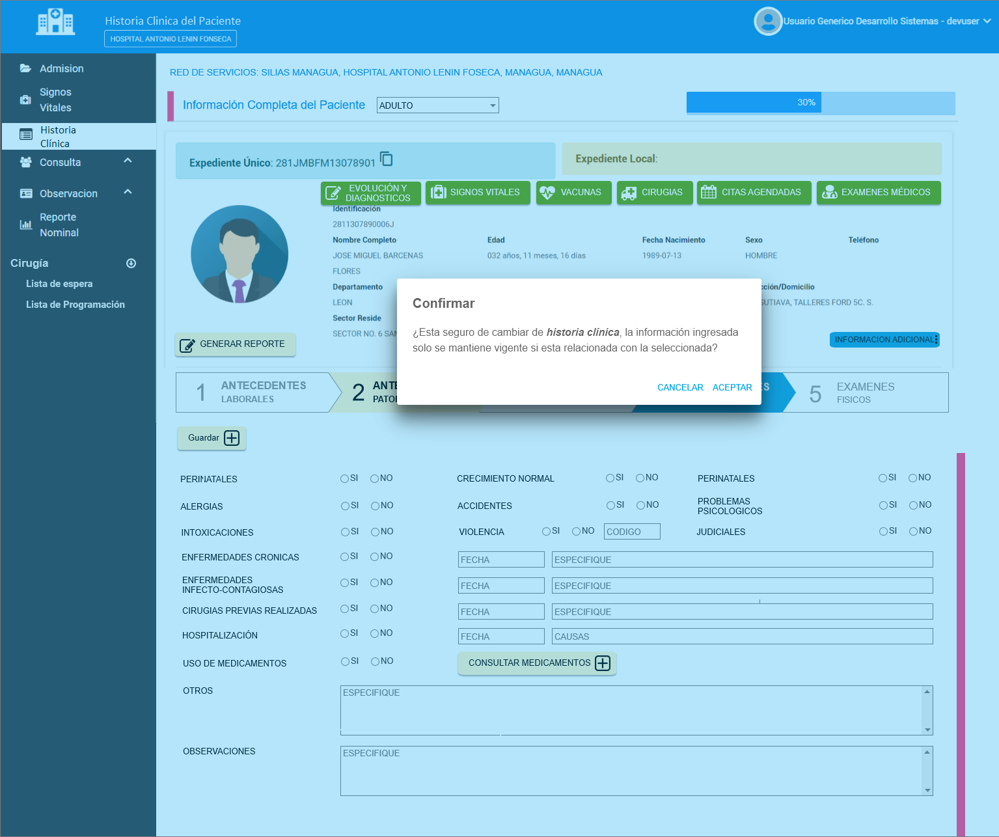 Historia Clinica del Paciente
HOSPITAL ANTONIO LENIN FONSECA
Usuario Generico Desarrollo Sistemas - devuser
Admision
Signos
Vitales
Historia
Clínica
Consulta
Observacion
Reporte
Nominal
Cirugía
Lista de espera
Lista de Programación
RED DE SERVICIOS: SILIAS MANAGUA, HOSPITAL ANTONIO LENIN FOSECA, MANAGUA, MANAGUA
Información Completa del Paciente ADULTO
30%
Expediente Único: 281JMBFM13078901
Expediente Local:
EVOLUCIÓN Y
DIAGNOSTICOS
SIGNOS VITALES
VACUNAS
CIRUGIAS
CITAS AGENDADAS
EXAMENES MÉDICOS
Identificación
2811307890006J
Nombre Completo Edad Fecha Nacimiento Sexo Teléfono
JOSE MIGUEL BARCENAS 032 años, 11 meses, 16 días 1989-07-13 HOMBRE
FLORES
Departamento cción/Domicilio
LEON SUTIAVA, TALLERES FORD 5C. S.
Sector Reside
SECTOR NO. 6 SAN
GENERAR REPORTE
INFORMACION ADICIONAL
Confirmar
¿Esta seguro de cambiar de historia clínica, la información ingresada
solo se mantiene vigente si esta relacionada con la seleccionada?
CANCELAR ACEPTAR
1 ANTECEDENTES
LABORALES
2 ANTE
PATO
S
5 EXAMENES
FISICOS
Guardar
PERINATALES SI NO CRECIMIENTO NORMAL SI NO PERINATALES SI NO
ALERGIAS SI NO ACCIDENTES SI NO PROBLEMAS
PSICOLOGICOS SI NO
INTOXICACIONES SI NO VIOLENCIA SI NO CODIGO JUDICIALES SI NO
ENFERMEDADES CRONICAS SI NO FECHA ESPECIFIQUE
ENFERMEDADES
INFECTO-CONTAGIOSAS SI NO FECHA ESPECIFIQUE
CIRUGIAS PREVIAS REALIZADAS SI NO FECHA ESPECIFIQUE
HOSPITALIZACIÓN SI NO FECHA CAUSAS
USO DE MEDICAMENTOS SI NO CONSULTAR MEDICAMENTOS
OTROS ESPECIFIQUE
OBSERVACIONES ESPECIFIQUE